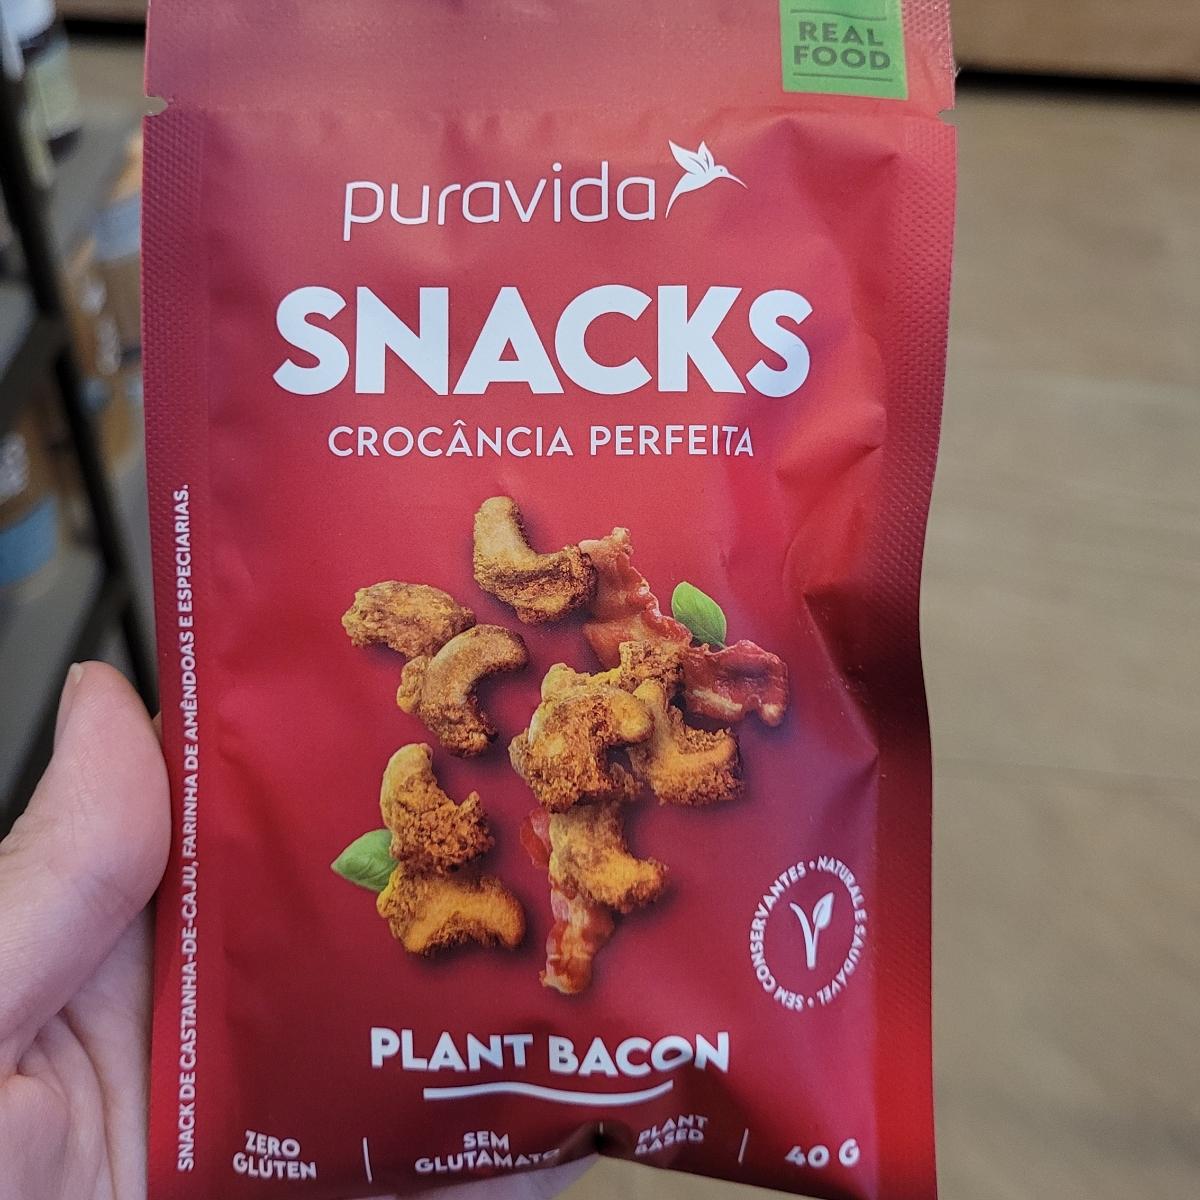 REAL
FOOD
puravida
SNACKS
CROCÂNCIA PERFEITA
SNACK DE CASTANHA-DE-CAJU, FARINHA DE AMÊNDOAS E ESPECIARIAS.
SEM CONSERVANTES • NATURAL E SAUDÁVEL •
PLANT BACON
ZERO
GLÚTEN
SEM
GLUTAMATO
PLANT
BASED
40 G